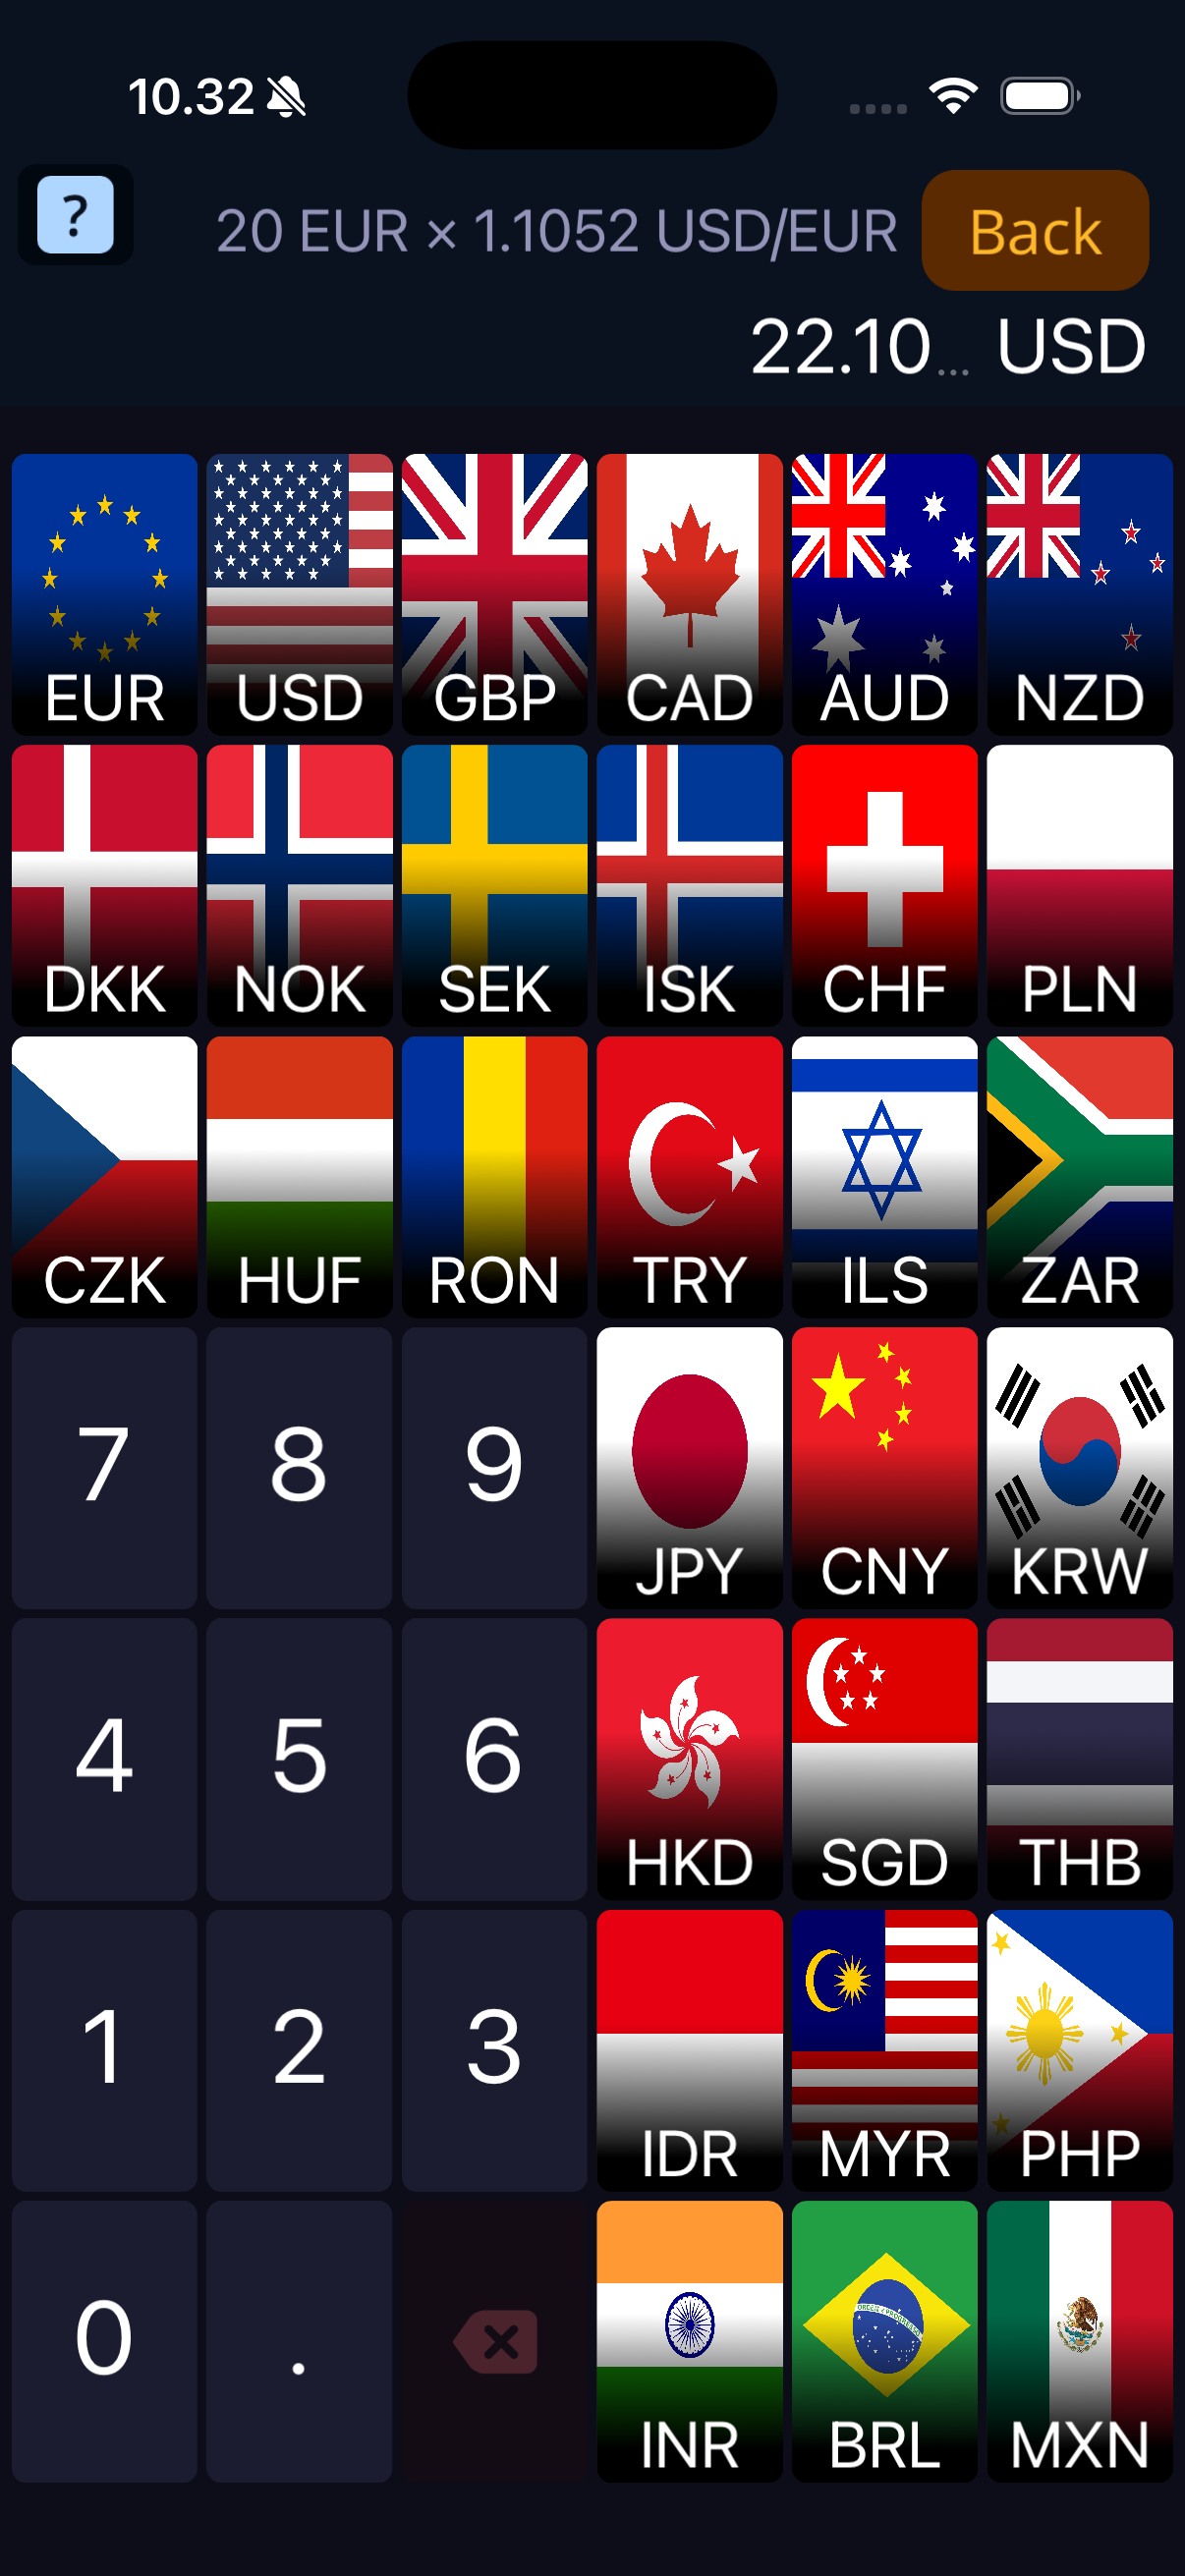 10.32
?
20 EUR × 1.1052 USD/EUR
Back
22.10... USD
EUR USD GBP CAD AUD NZD
DKK NOK SEK ISK CHF PLN
CZK HUF RON TRY ILS ZAR
7 8 9 JPY CNY KRW
4 5 6 HKD SGD THB
1 2 3 IDR MYR PHP
0 . INR BRL MXN